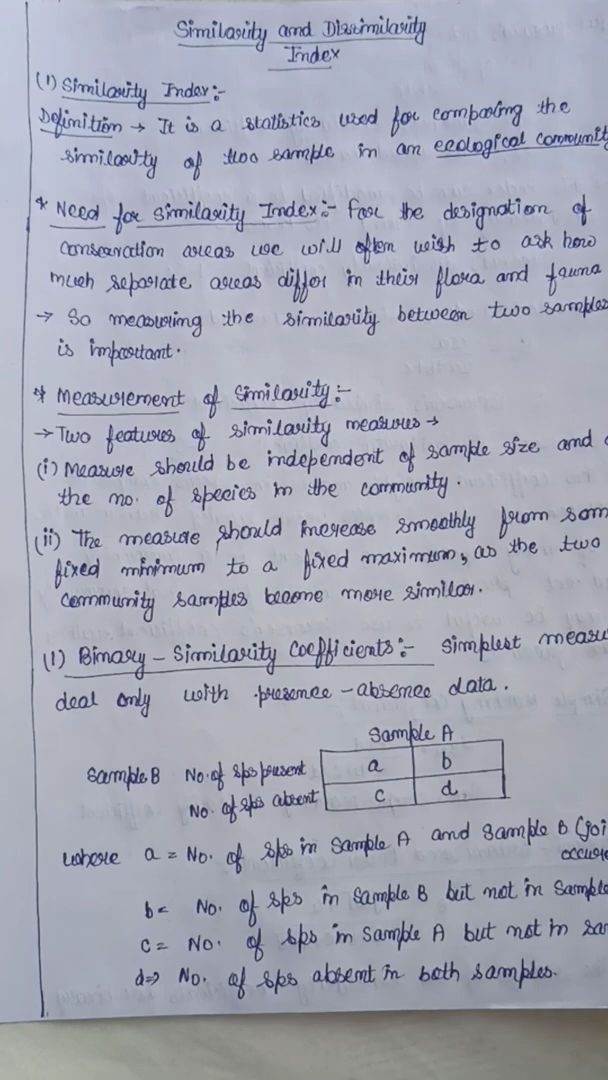 Similarity and Dissimilarity
Index
(1) Similarity Index:-
Definition → It is a statistics used for comparing the
similarity of two sample in an ecological communit
* Need for similarity Index:- For the designation of
conservation areas we will often wish to ask how
much separate areas differ in their flora and fauna
→ So measuring the similarity between two samples
is important.
* Measurement of Similarity:-
→ Two features of similarity measures →
(i) Measure should be independent of sample size and
the no. of species in the community.
(ii) The measure should increase smoothly from som
fixed minimum to a fixed maximum, as the two
community samples become more similar.
(1) Binary - Similarity coefficients:- simplest measu
deal only with presence - absence data.
Sample A
Sample B No. of sps present a b
No. of sps absent c d
where a = No. of sps in sample A and sample B (joi
occure
b= No. of sps in sample B but not in sample
c= No. of sps in sample A but not in sa
d=> No. of sps absent in both samples.